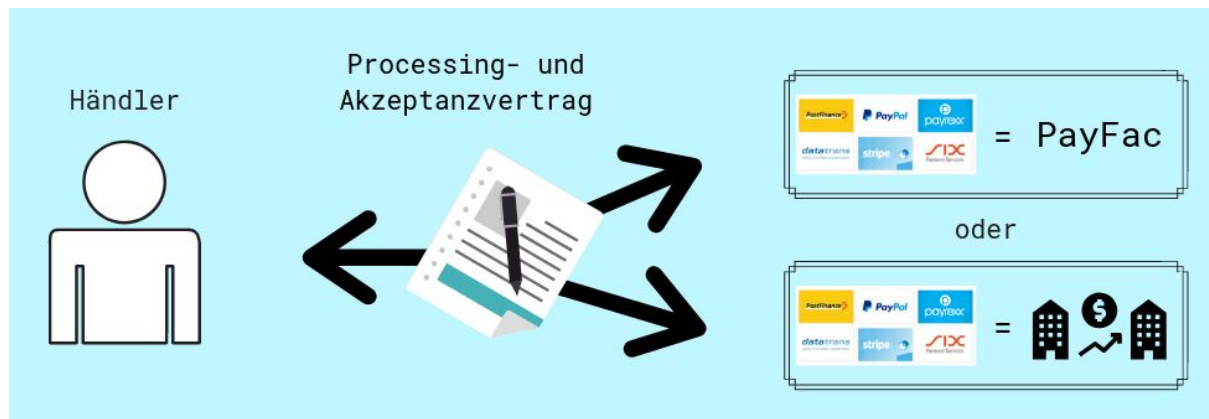 Händler
Processing- und
Akzeptanzvertrag
PostFinance
PayPal
payrexx
datatrans
stripe
SIX
Payment Services
= PayFac
oder
PostFinance
PayPal
payrexx
datatrans
stripe
SIX
Payment Services
=
$